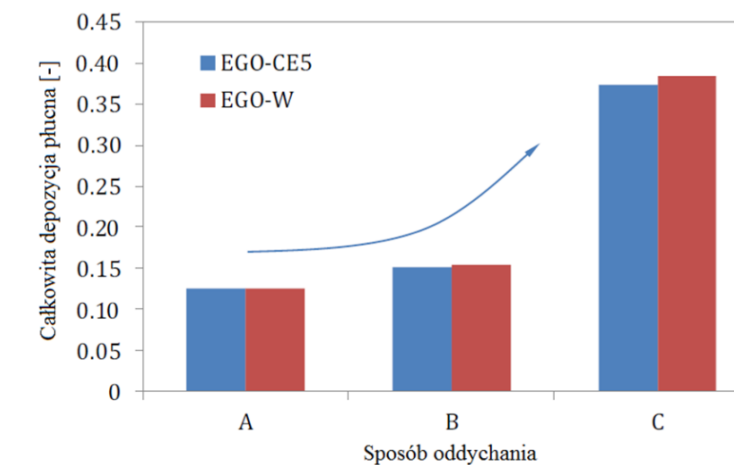 0.45
0.40
0.35
0.30
0.25
0.20
0.15
0.10
0.05
0
Całkowita depozycja płucna [-]
EGO-CE5
EGO-W
A B C
Sposób oddychania